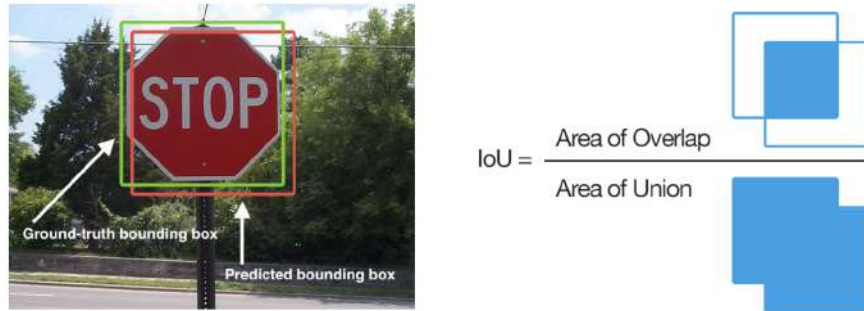 STOP
Ground-truth bounding box
Predicted bounding box
IoU =
Area of Overlap
Area of Union